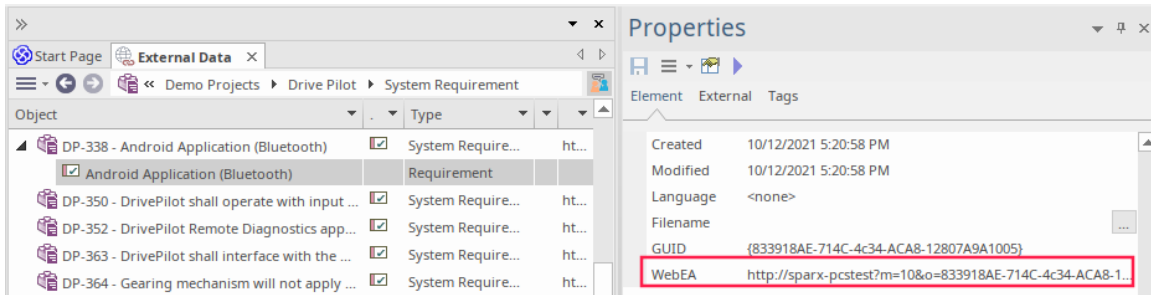 Start Page External Data
« Demo Projects Drive Pilot System Requirement
Object . Type
DP-338 - Android Application (Bluetooth) System Require... ht...
Android Application (Bluetooth) Requirement
DP-350 - DrivePilot shall operate with input ... System Require... ht...
DP-352 - DrivePilot Remote Diagnostics app... System Require... ht...
DP-363 - DrivePilot shall interface with the ... System Require... ht...
DP-364 - Gearing mechanism will not apply ... System Require... ht...
Properties
Element External Tags
Created 10/12/2021 5:20:58 PM
Modified 10/12/2021 5:20:58 PM
Language <none>
Filename ...
GUID {833918AE-714C-4c34-ACA8-12807A9A1005}
WebEA http://sparx-pcstest?m=10&o=833918AE-714C-4c34-ACA8-1...